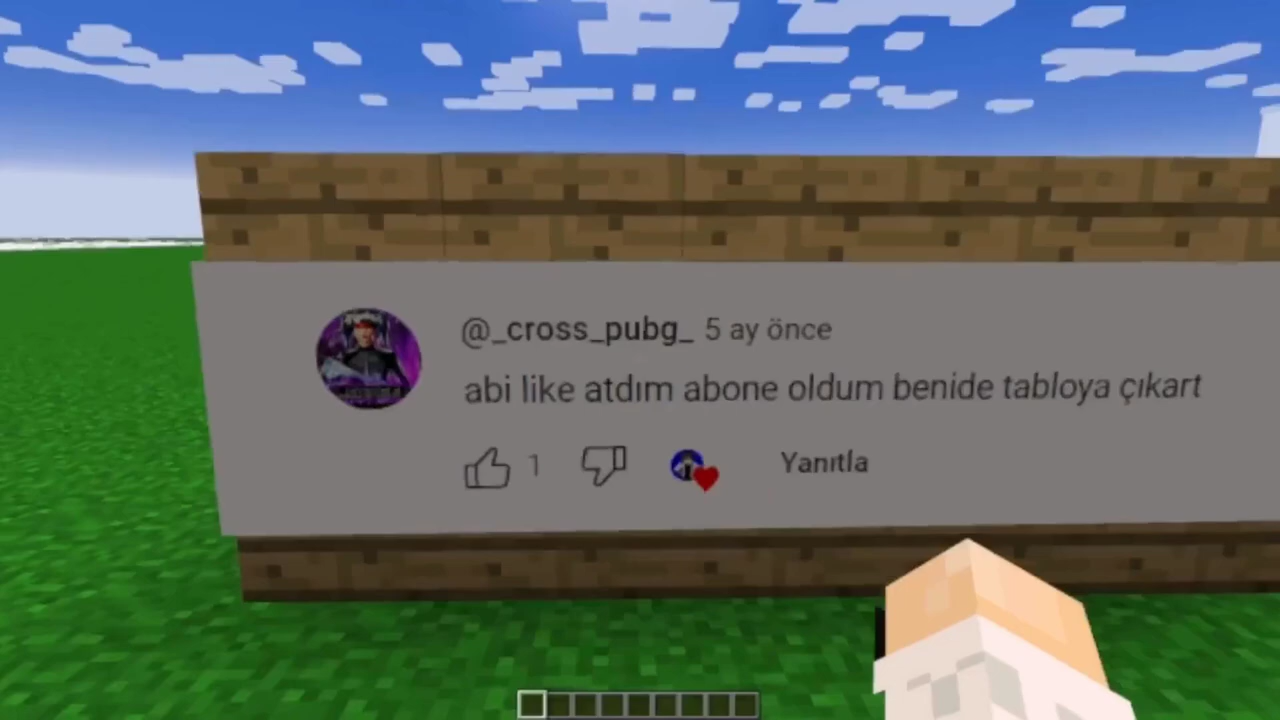 @_cross_pubg_ 5 ay önce
abi like atdım abone oldum benide tabloya çıkart
1
Yanıtla